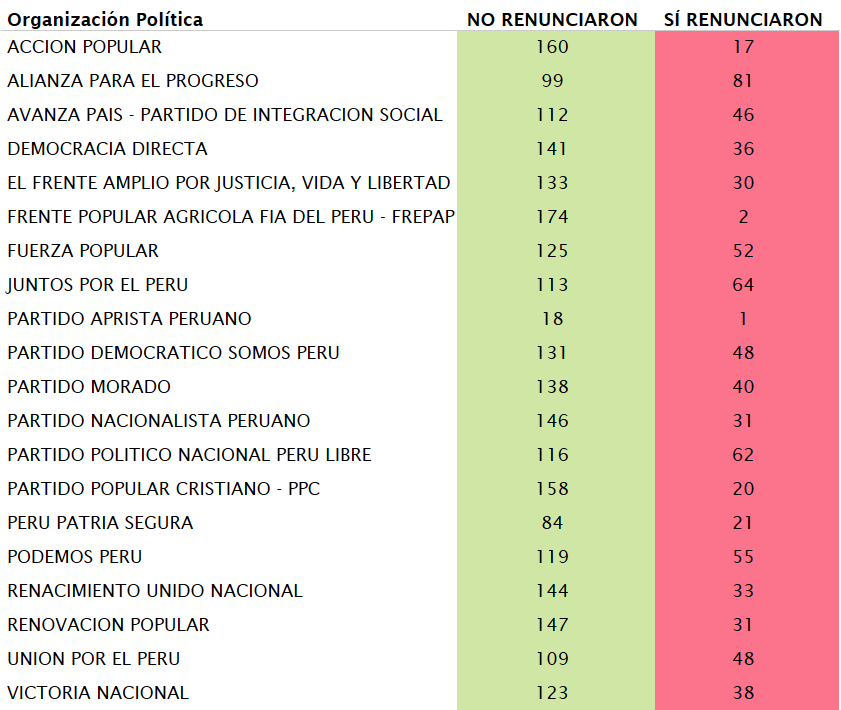 Organización Política NO RENUNCIARON SÍ RENUNCIARON
ACCION POPULAR 160 17
ALIANZA PARA EL PROGRESO 99 81
AVANZA PAIS - PARTIDO DE INTEGRACION SOCIAL 112 46
DEMOCRACIA DIRECTA 141 36
EL FRENTE AMPLIO POR JUSTICIA, VIDA Y LIBERTAD 133 30
FRENTE POPULAR AGRICOLA FIA DEL PERU - FREPAP 174 2
FUERZA POPULAR 125 52
JUNTOS POR EL PERU 113 64
PARTIDO APRISTA PERUANO 18 1
PARTIDO DEMOCRATICO SOMOS PERU 131 48
PARTIDO MORADO 138 40
PARTIDO NACIONALISTA PERUANO 146 31
PARTIDO POLITICO NACIONAL PERU LIBRE 116 62
PARTIDO POPULAR CRISTIANO - PPC 158 20
PERU PATRIA SEGURA 84 21
PODEMOS PERU 119 55
RENACIMIENTO UNIDO NACIONAL 144 33
RENOVACION POPULAR 147 31
UNION POR EL PERU 109 48
VICTORIA NACIONAL 123 38